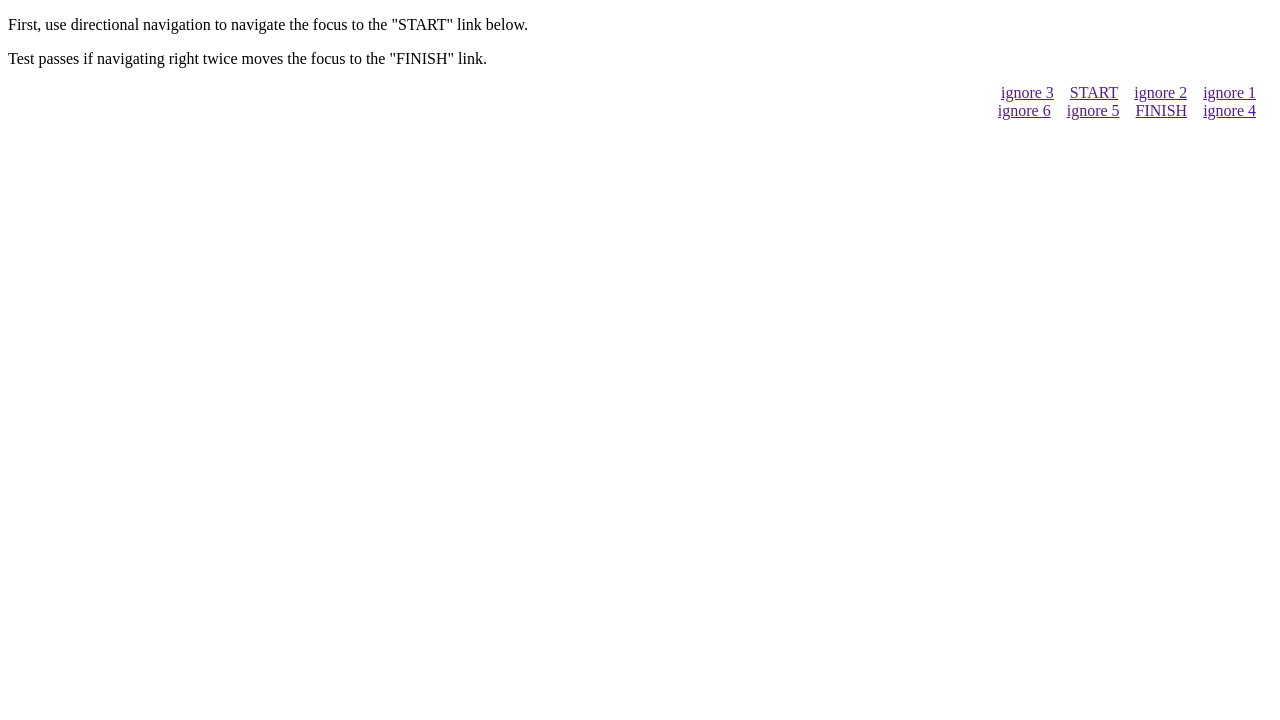 First, use directional navigation to navigate the focus to the "START" link below.
Test passes if navigating right twice moves the focus to the "FINISH" link.
ignore 3 START ignore 2 ignore 1
ignore 6 ignore 5 FINISH ignore 4